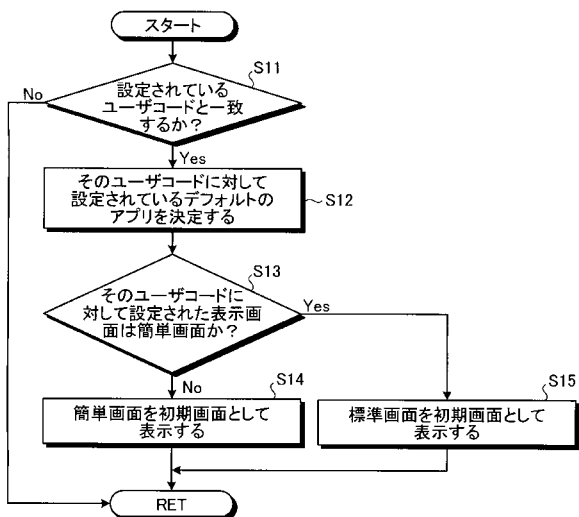 スタート
S11
設定されている
ユーザコードと一致
するか？
No
Yes
そのユーザコードに対して
設定されているデフォルトの
アプリを決定する
S12
S13
そのユーザコードに
対して設定された表示画
面は簡単画面か？
Yes
No
S14
簡単画面を初期画面として
表示する
S15
標準画面を初期画面として
表示する
RET